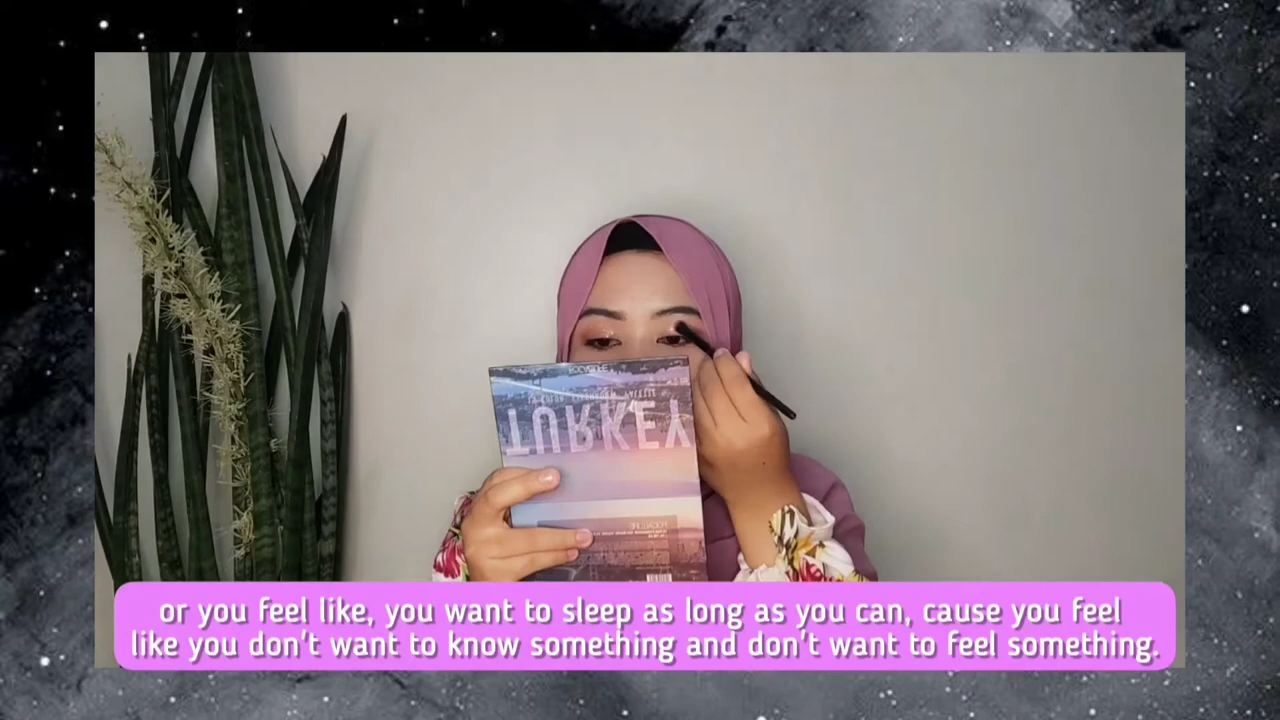 FOCALLURE
TURKEY
or you feel like, you want to sleep as long as you can, cause you feel
like you don't want to know something and don't want to feel something.